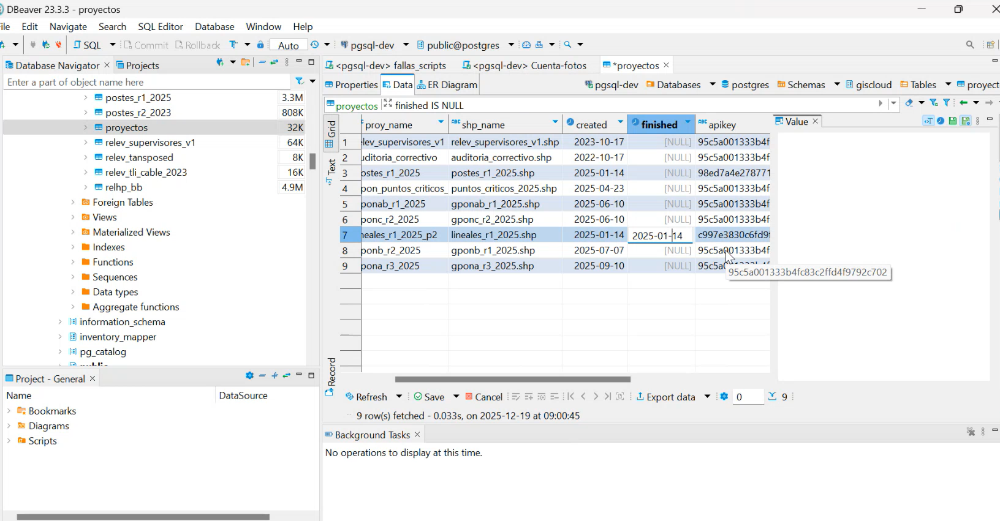 DBeaver 23.3.3 - proyectos
File Edit Navigate Search SQL Editor Database Window Help
SQL Commit Rollback Auto pgsql-dev public@postgres
Database Navigator Projects
Enter a part of object name here
postes_r1_2025 3.3M
postes_r2_2023 808K
proyectos 32K
relev_supervisores_v1 64K
relev_tansposed 8K
relev_tli_cable_2023 16K
relhp_bb 4.9M
Foreign Tables
Views
Materialized Views
Indexes
Functions
Sequences
Data types
Aggregate functions
information_schema
inventory_mapper
pg_catalog
Project - General
Name DataSource
Bookmarks
Diagrams
Scripts
<pgsql-dev> fallas_scripts <pgsql-dev> Cuenta-fotos *proyectos
Properties Data ER Diagram pgsql-dev Databases postgres Schemas giscloud Tables proyect
proyectos finished IS NULL
Grid
Text
Record
proy_name ABC shp_name created finished ABC apikey
1 elev_supervisores_v1 relev_supervisores_v1.shp 2023-10-17 [NULL] 95c5a001333b4f
2 uditoria_correctivo auditoria_correctivo.shp 2022-10-17 [NULL] 95c5a001333b4f
3 ostes_r1_2025 postes_r1_2025.shp 2025-01-14 [NULL] 98ed7a4e278771
4 pon_puntos_criticos_ puntos_criticos_2025.shp 2025-04-23 [NULL] 95c5a001333b4f
5 ponab_r1_2025 gponab_r1_2025.shp 2025-06-10 [NULL] 95c5a001333b4f
6 ponc_r2_2025 gponc_r2_2025.shp 2025-06-10 [NULL] 95c5a001333b4f
7 neales_r1_2025_p2 lineales_r1_2025.shp 2025-01-14 2025-01-14 c997e3830c6fd9f
8 ponb_r2_2025 gponb_r1_2025.shp 2025-07-07 [NULL] 95c5a001333b4f
9 pona_r3_2025 gpona_r3_2025.shp 2025-09-10 [NULL] 95c5a
95c5a001333b4fc83c2ffd4f9792c702
Value
Refresh Save Cancel Export data 0 9
9 row(s) fetched - 0.033s, on 2025-12-19 at 09:00:45
Background Tasks
No operations to display at this time.